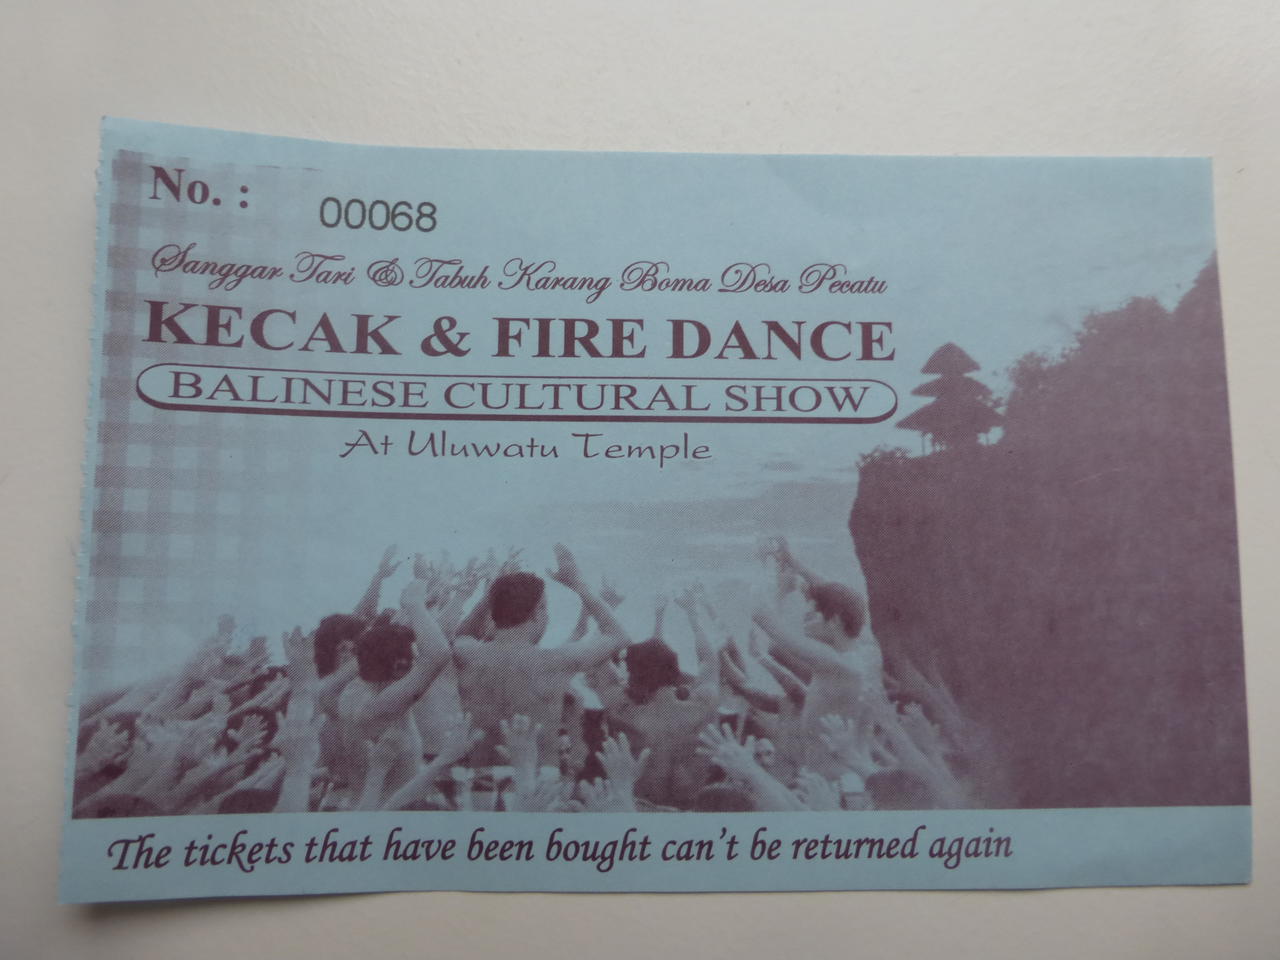 No. : 00068
Sanggar Tari & Tabuh Karang Boma Desa Pecatu
KECAK & FIRE DANCE
BALINESE CULTURAL SHOW
At Uluwatu Temple
The tickets that have been bought can't be returned again